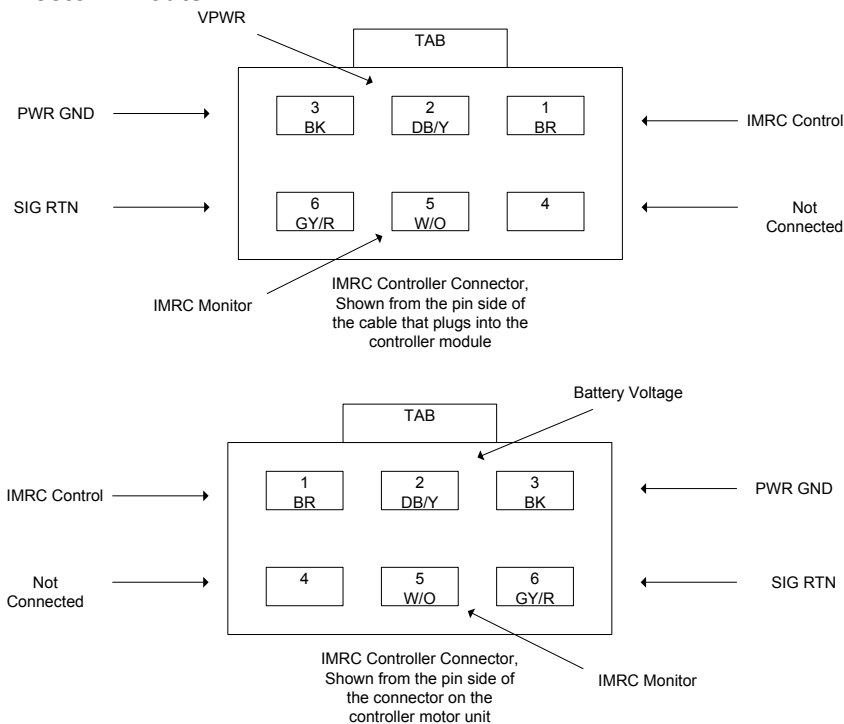 VPWR
TAB
PWR GND
3
BK
2
DB/Y
1
BR
IMRC Control
SIG RTN
6
GY/R
5
W/O
4
Not
Connected
IMRC Monitor
IMRC Controller Connector,
Shown from the pin side of
the cable that plugs into the
controller module
Battery Voltage
TAB
IMRC Control
1
BR
2
DB/Y
3
BK
PWR GND
Not
Connected
4
5
W/O
6
GY/R
SIG RTN
IMRC Controller Connector,
Shown from the pin side of
the connector on the
controller motor unit
IMRC Monitor